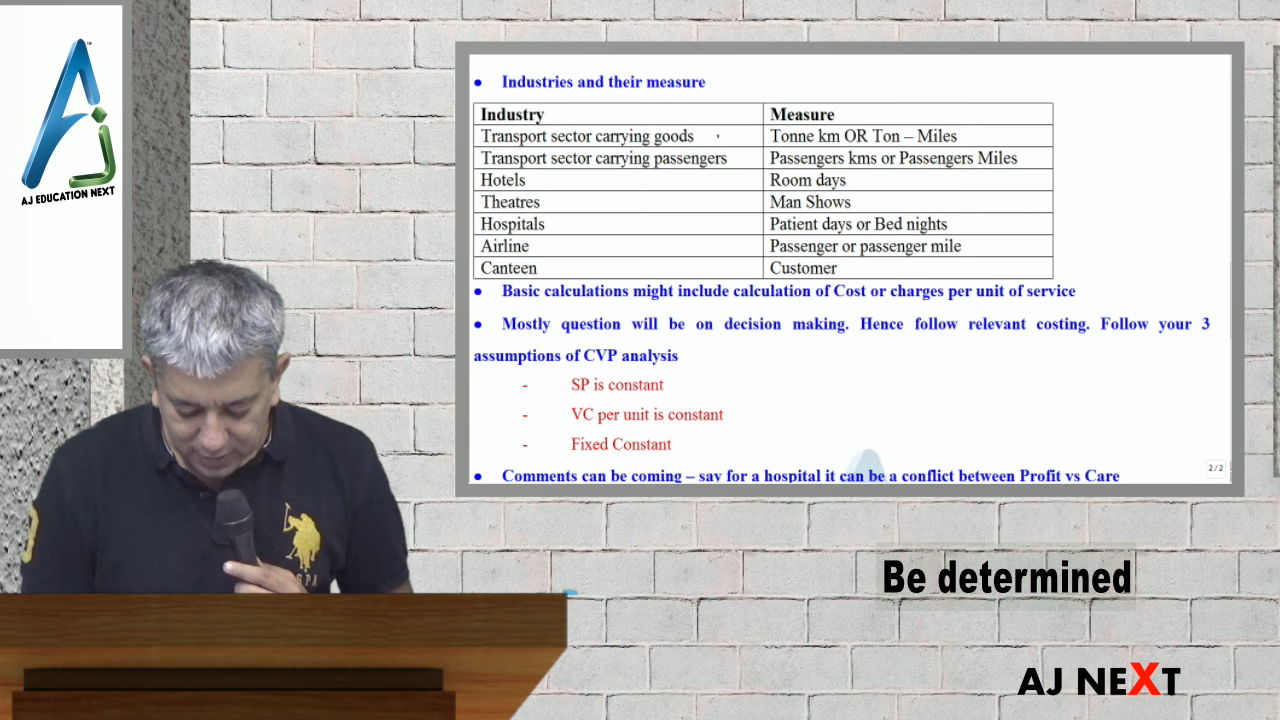 ™
AJ EDUCATION NEXT
● Industries and their measure
Industry Measure
Transport sector carrying goods Tonne km OR Ton – Miles
Transport sector carrying passengers Passengers kms or Passengers Miles
Hotels Room days
Theatres Man Shows
Hospitals Patient days or Bed nights
Airline Passenger or passenger mile
Canteen Customer
● Basic calculations might include calculation of Cost or charges per unit of service
● Mostly question will be on decision making. Hence follow relevant costing. Follow your 3
assumptions of CVP analysis
- SP is constant
- VC per unit is constant
- Fixed Constant
● Comments can be coming – say for a hospital it can be a conflict between Profit vs Care
2/2
3
SPA
Be determined
AJ NEXT